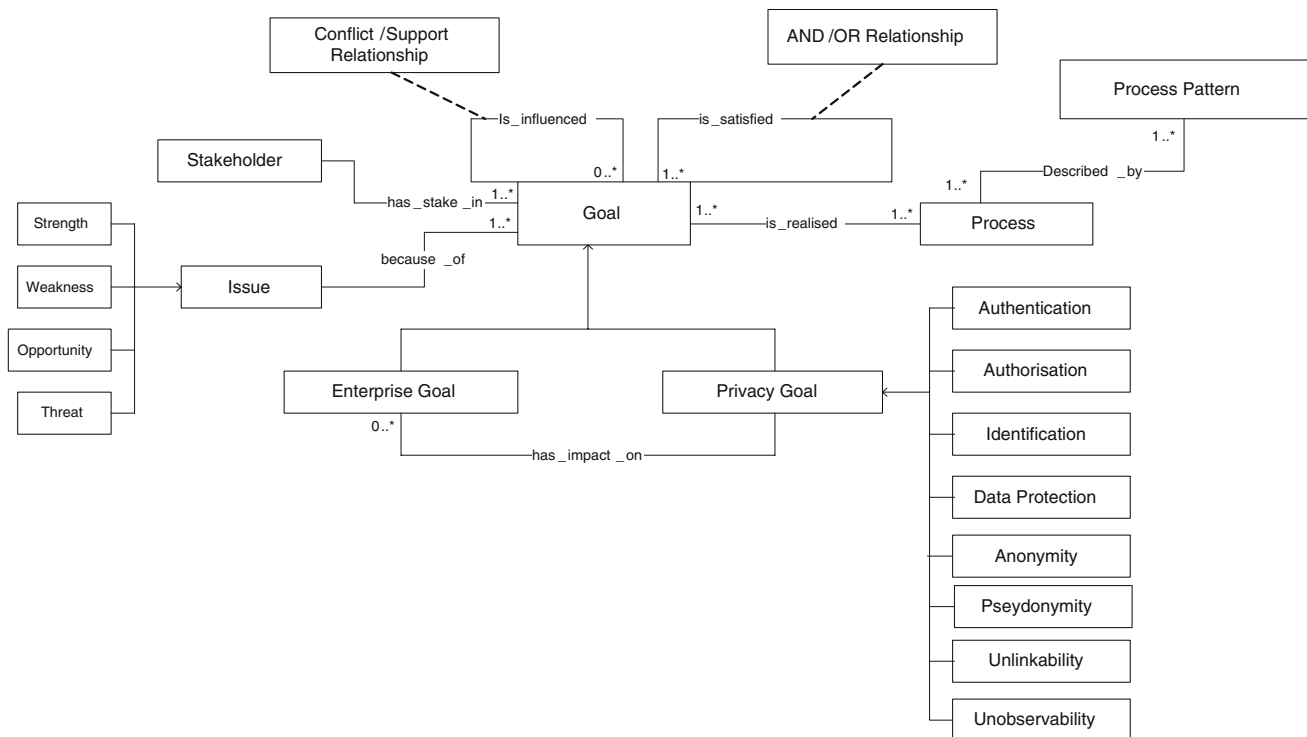 Conflict /Support
Relationship
AND /OR Relationship
Process Pattern
Is_influenced
is_satisfied
1..*
Stakeholder
0..*
1..*
Described _by
1..*
has_stake _in
1..*
Goal
1..*
is_realised
1..*
Process
Strength
1..*
because _of
Weakness
Issue
Authentication
Opportunity
Authorisation
Enterprise Goal
Privacy Goal
Threat
0..*
has_impact _on
Identification
Data Protection
Anonymity
Pseydonymity
Unlinkability
Unobservability